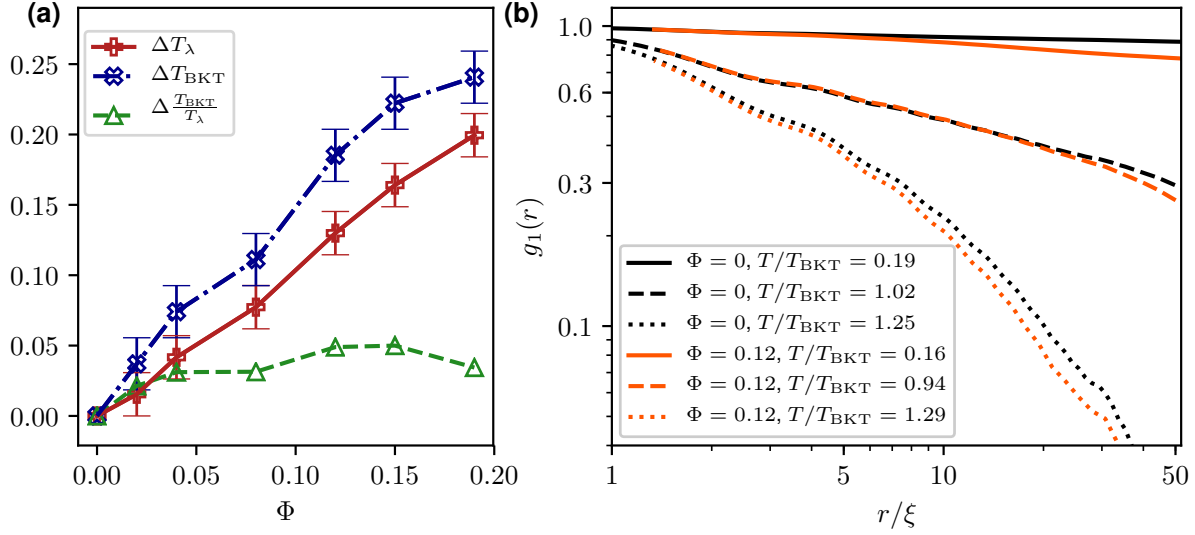 (a)
0.25
0.20
0.15
0.10
0.05
0.00
ΔT_λ
ΔT_BKT
Δ T_BKT/T_λ
0.00 0.05 0.10 0.15 0.20
Φ
(b)
1.0
0.6
0.3
0.1
g₁(r)
Φ = 0, T/T_BKT = 0.19
Φ = 0, T/T_BKT = 1.02
Φ = 0, T/T_BKT = 1.25
Φ = 0.12, T/T_BKT = 0.16
Φ = 0.12, T/T_BKT = 0.94
Φ = 0.12, T/T_BKT = 1.29
1 5 10 50
r/ξ